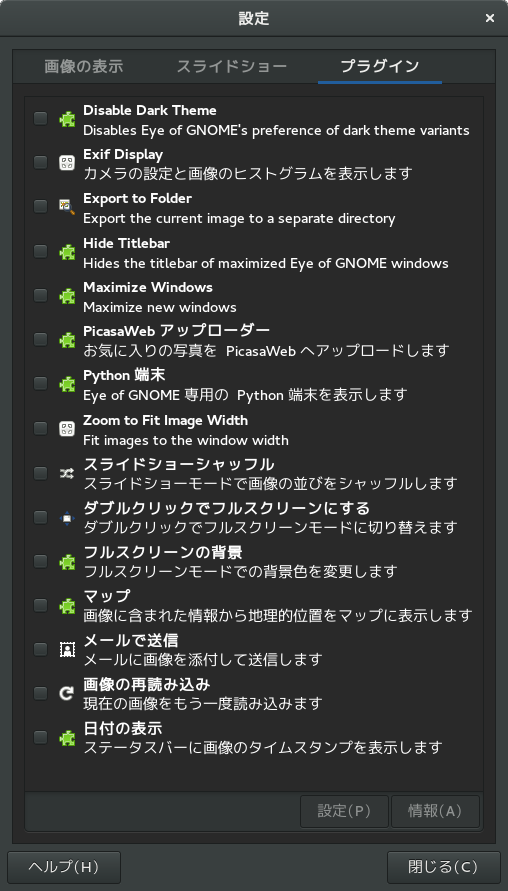 設定
画像の表示 スライドショー プラグイン
Disable Dark Theme
Disables Eye of GNOME's preference of dark theme variants
Exif Display
カメラの設定と画像のヒストグラムを表示します
Export to Folder
Export the current image to a separate directory
Hide Titlebar
Hides the titlebar of maximized Eye of GNOME windows
Maximize Windows
Maximize new windows
PicasaWeb アップローダー
お気に入りの写真を PicasaWeb へアップロードします
Python 端末
Eye of GNOME 専用の Python 端末を表示します
Zoom to Fit Image Width
Fit images to the window width
スライドショーシャッフル
スライドショーモードで画像の並びをシャッフルします
ダブルクリックでフルスクリーンにする
ダブルクリックでフルスクリーンモードに切り替えます
フルスクリーンの背景
フルスクリーンモードでの背景色を変更します
マップ
画像に含まれた情報から地理的位置をマップに表示します
メールで送信
メールに画像を添付して送信します
画像の再読み込み
現在の画像をもう一度読み込みます
日付の表示
ステータスバーに画像のタイムスタンプを表示します
設定(P) 情報(A)
ヘルプ(H) 閉じる(C)